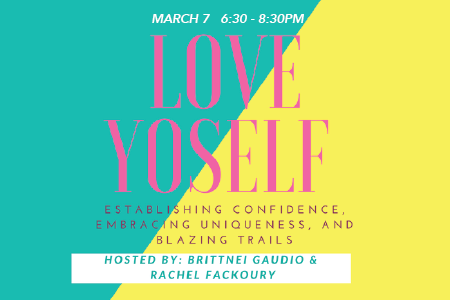 MARCH 7 6:30 - 8:30PM
LOVE
YOSELF
ESTABLISHING CONFIDENCE,
EMBRACING UNIQUENESS, AND
BLAZING TRAILS
HOSTED BY: BRITTNEI GAUDIO &
RACHEL FACKOURY